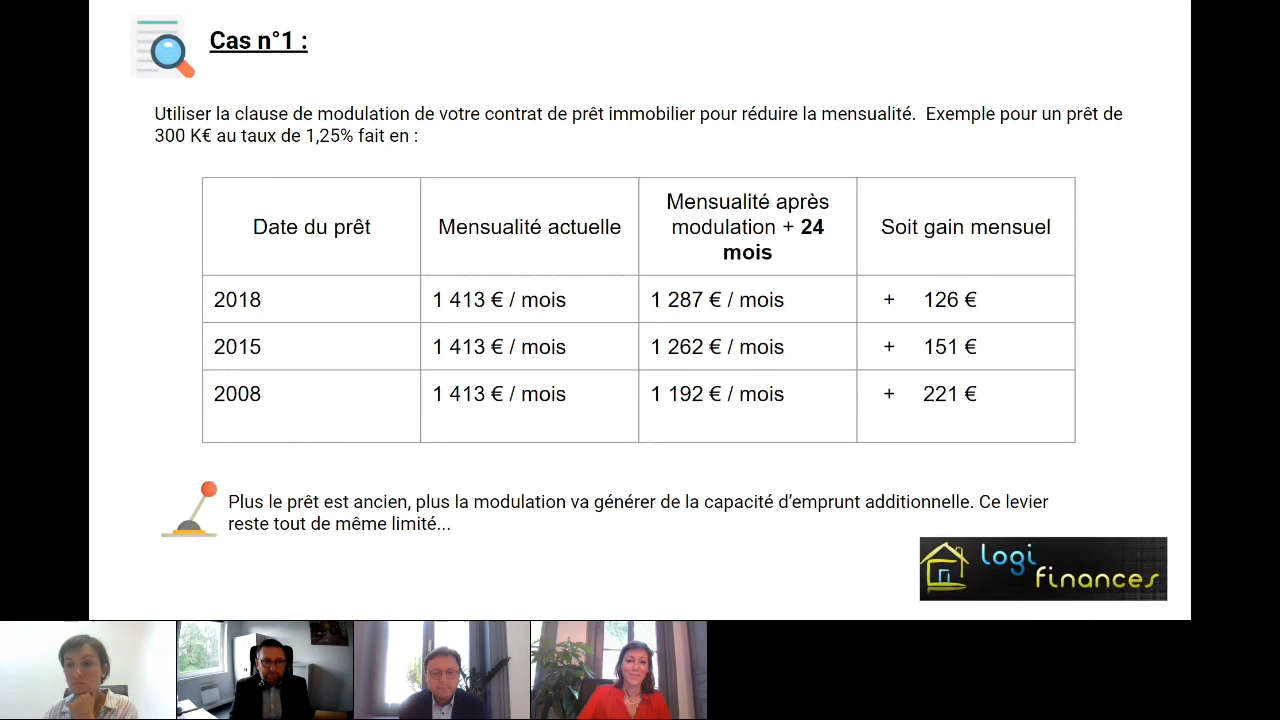 Cas n°1 :
Utiliser la clause de modulation de votre contrat de prêt immobilier pour réduire la mensualité.  Exemple pour un prêt de
300 K€ au taux de 1,25% fait en :
Date du prêt
Mensualité actuelle
Mensualité après
modulation + 24
mois
Soit gain mensuel
2018
1 413 € / mois
1 287 € / mois
+ 126 €
2015
1 413 € / mois
1 262 € / mois
+ 151 €
2008
1 413 € / mois
1 192 € / mois
+ 221 €
Plus le prêt est ancien, plus la modulation va générer de la capacité d’emprunt additionnelle. Ce levier
reste tout de même limité...
logi
finances